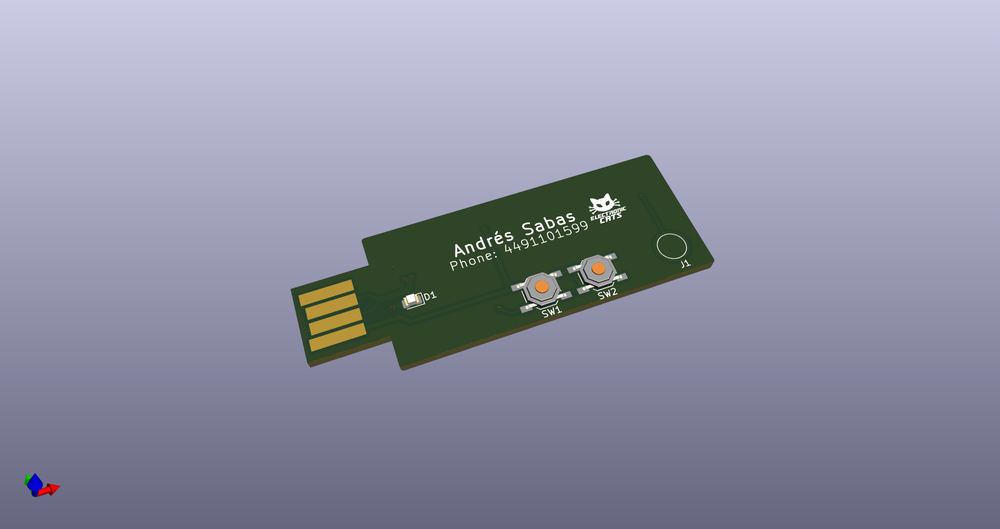 Andrés Sabas
Phone: 4491101599
ELECTRONIC
CATS
D1
SW1
SW2
J1